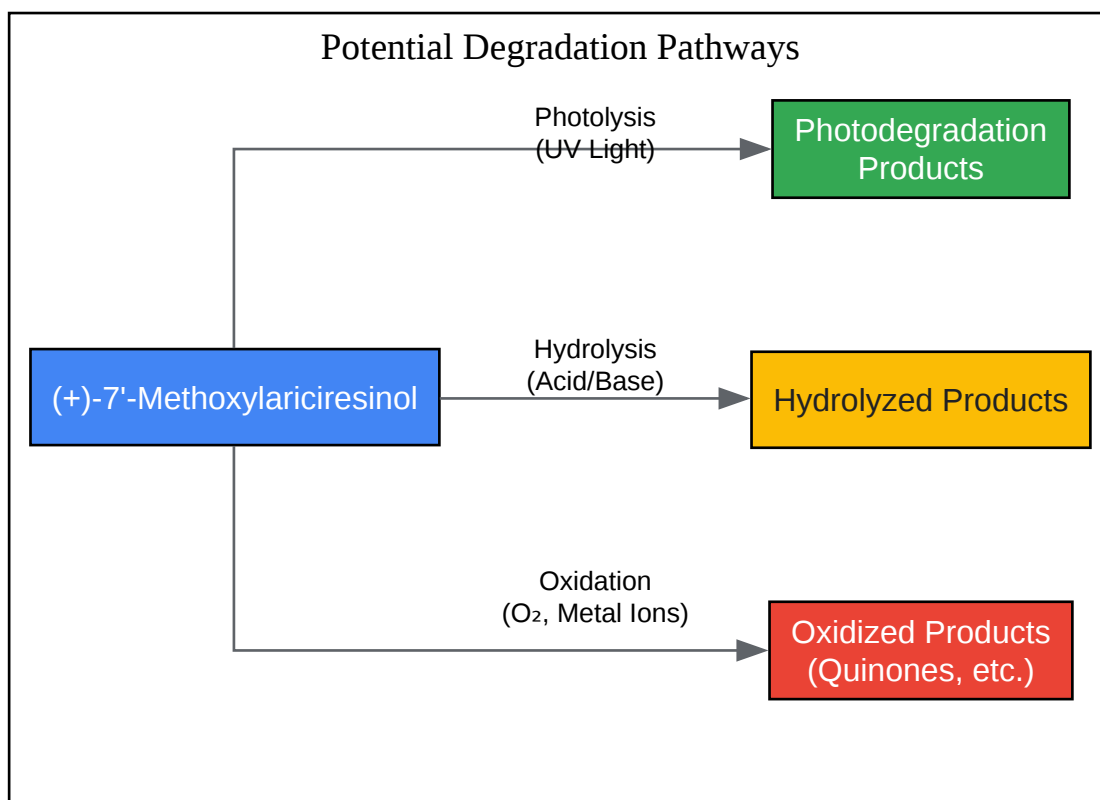 Potential Degradation Pathways
Photolysis
(UV Light)
Photodegradation
Products
(+)-7'-Methoxylariciresinol
Hydrolysis
(Acid/Base)
Hydrolyzed Products
Oxidation
(O₂, Metal Ions)
Oxidized Products
(Quinones, etc.)